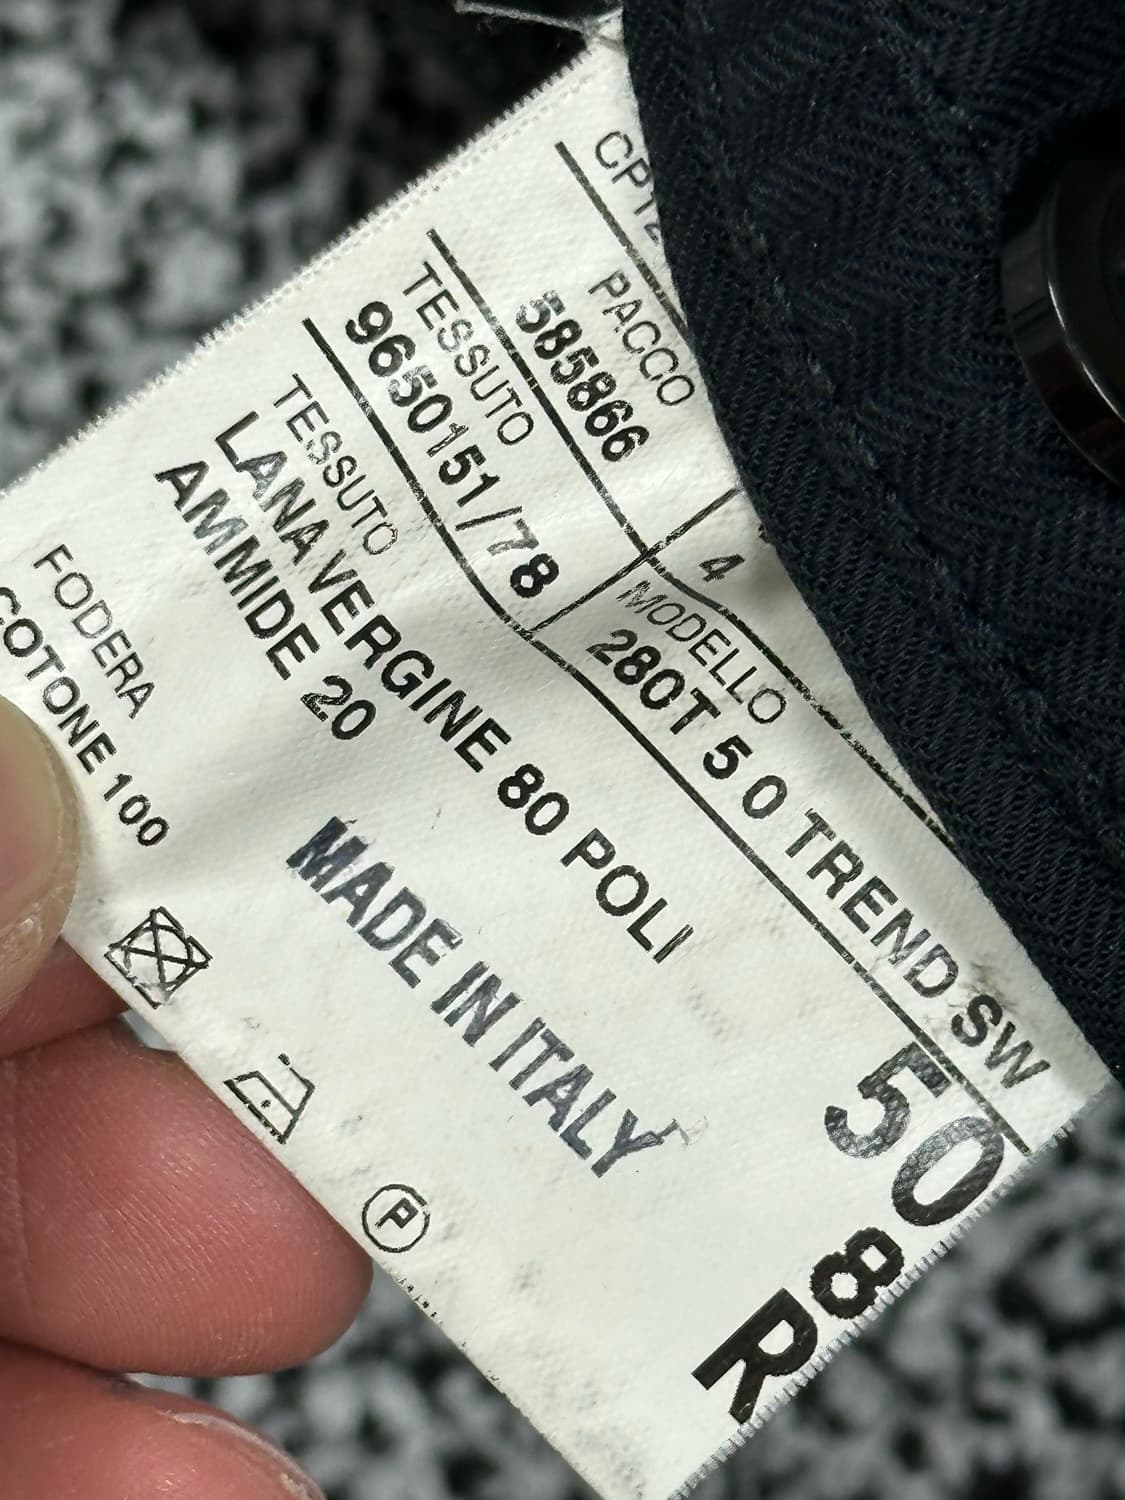 PACCO
585866
4
TESSUTO
9650151/78
MODELLO
280T 5 0 TREND SW
TESSUTO
LANA VERGINE 80 POLI
AMMIDE 20
50
R8
FODERA
COTONE 100
MADE IN ITALY
P